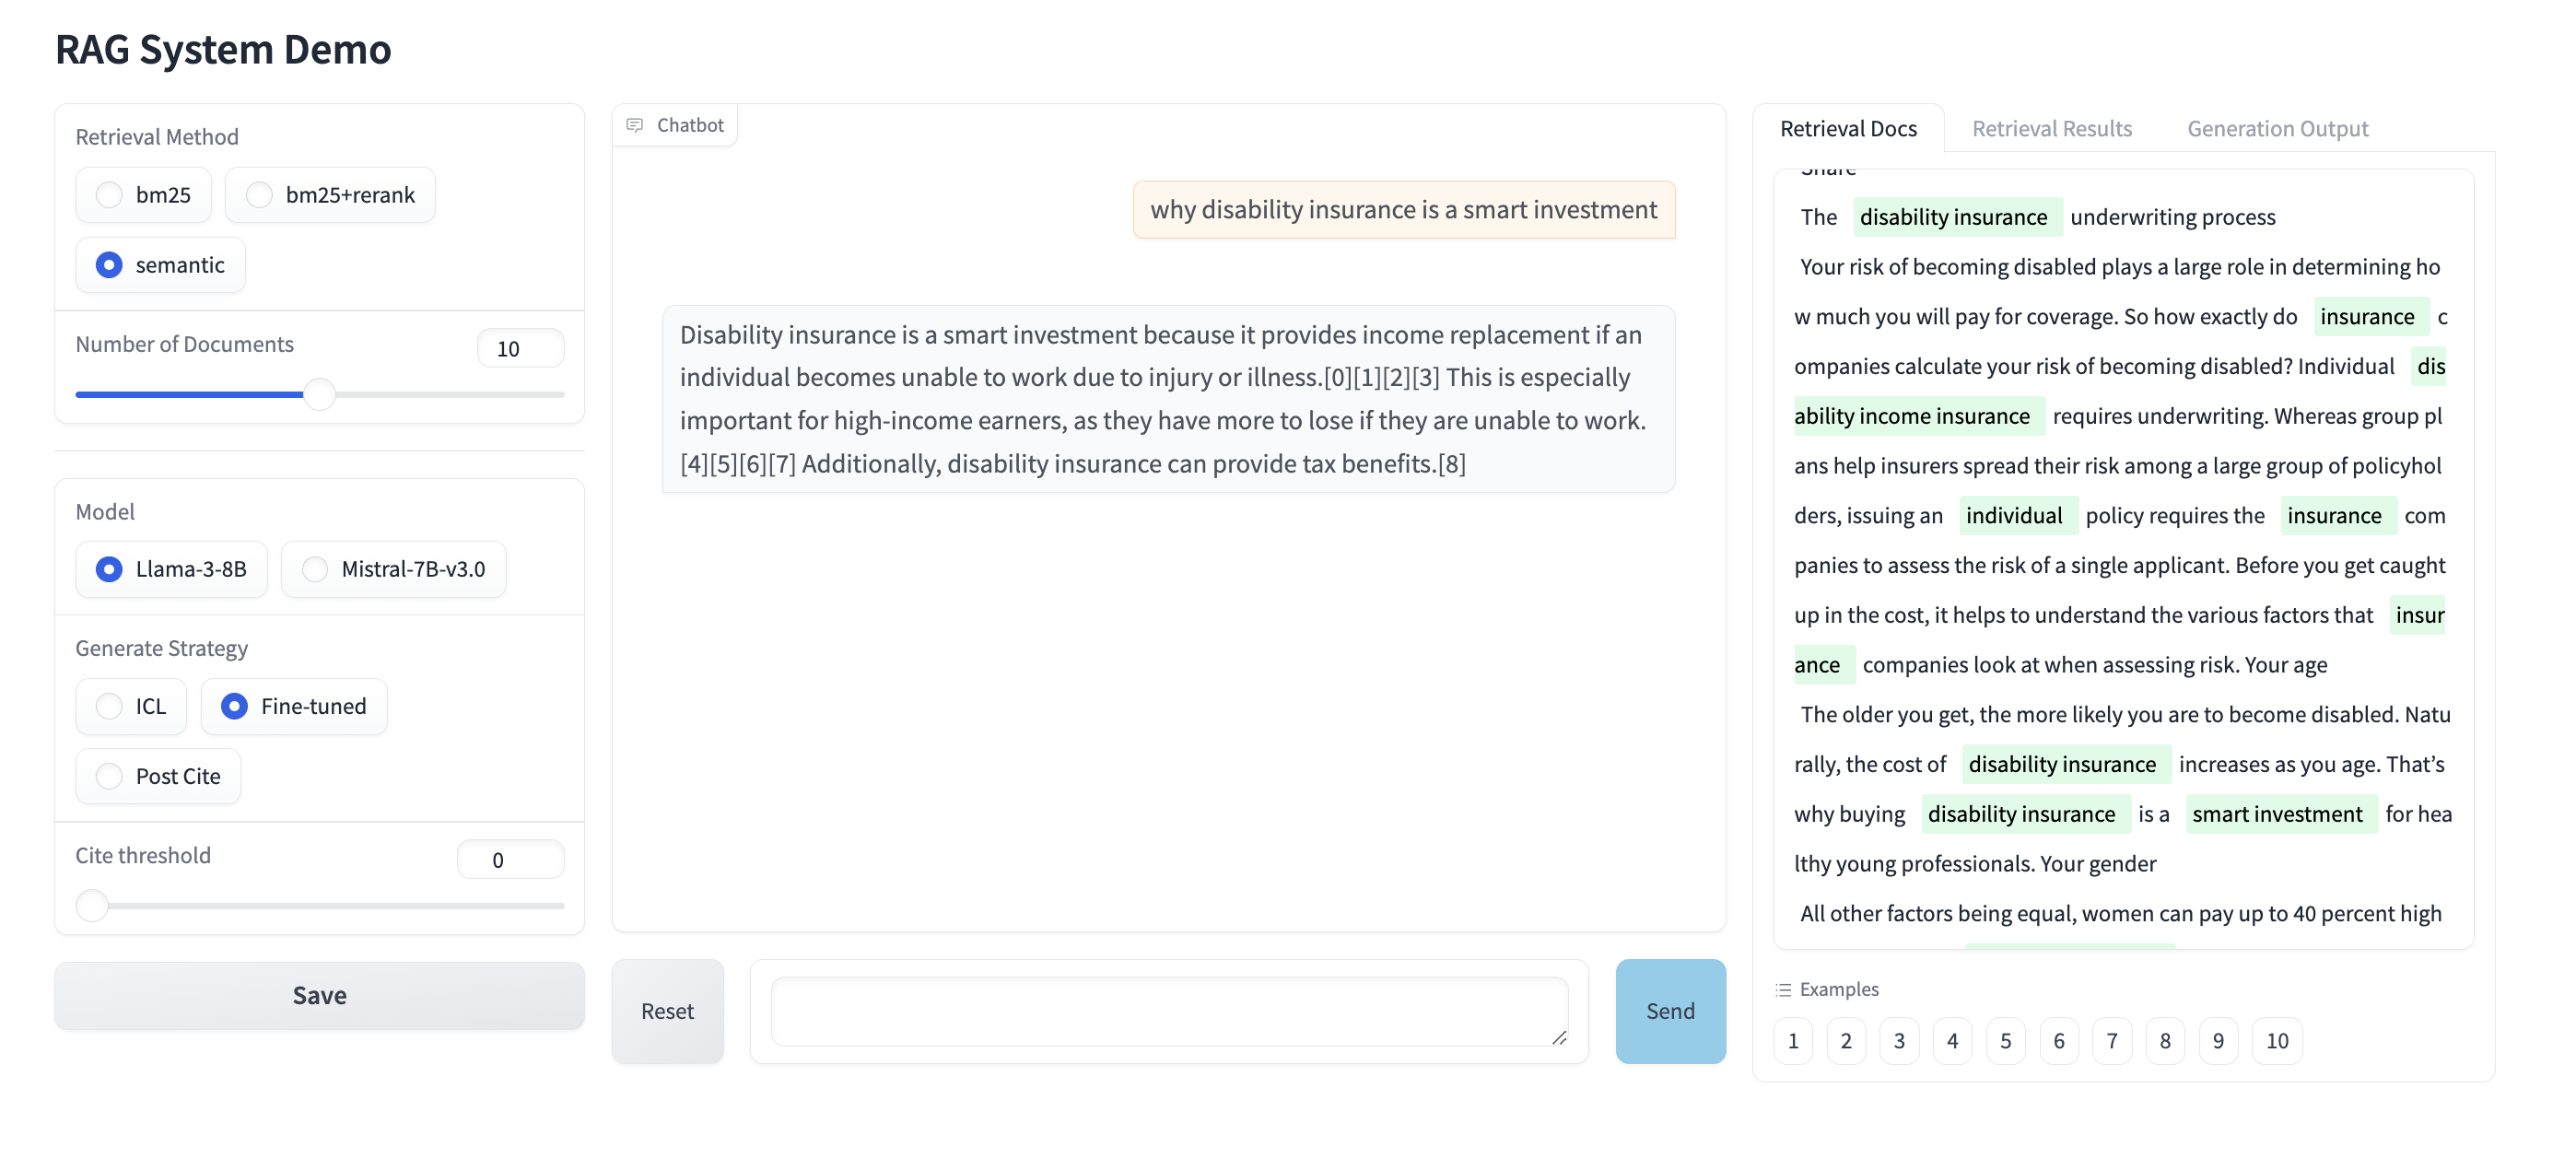 RAG System Demo
Retrieval Method
bm25
bm25+rerank
semantic
Number of Documents
10
Model
Llama-3-8B
Mistral-7B-v3.0
Generate Strategy
ICL
Fine-tuned
Post Cite
Cite threshold
0
Save
Chatbot
why disability insurance is a smart investment
Disability insurance is a smart investment because it provides income replacement if an
individual becomes unable to work due to injury or illness.[0][1][2][3] This is especially
important for high-income earners, as they have more to lose if they are unable to work.
[4][5][6][7] Additionally, disability insurance can provide tax benefits.[8]
Reset
Send
Retrieval Docs
Retrieval Results
Generation Output
Share
The disability insurance underwriting process
Your risk of becoming disabled plays a large role in determining ho
w much you will pay for coverage. So how exactly do insurance c
ompanies calculate your risk of becoming disabled? Individual dis
ability income insurance requires underwriting. Whereas group pl
ans help insurers spread their risk among a large group of policyhol
ders, issuing an individual policy requires the insurance com
panies to assess the risk of a single applicant. Before you get caught
up in the cost, it helps to understand the various factors that insur
ance companies look at when assessing risk. Your age
The older you get, the more likely you are to become disabled. Natu
rally, the cost of disability insurance increases as you age. That’s
why buying disability insurance is a smart investment for hea
lthy young professionals. Your gender
All other factors being equal, women can pay up to 40 percent high
Examples
1 2 3 4 5 6 7 8 9 10